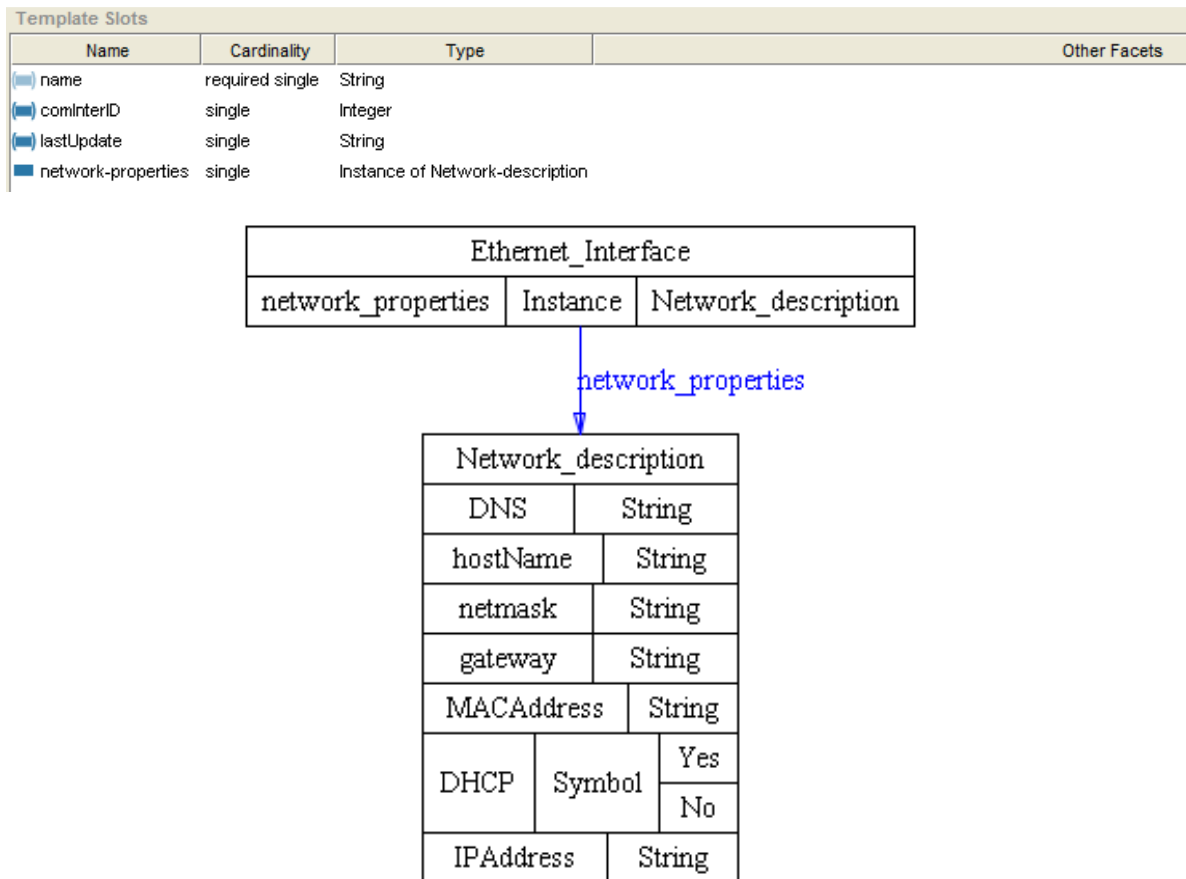 Template Slots
Name Cardinality Type Other Facets
name required single String
comInterID single Integer
lastUpdate single String
network-properties single Instance of Network-description
Ethernet_Interface
network_properties Instance Network_description
network_properties
Network_description
DNS String
hostName String
netmask String
gateway String
MACAddress String
DHCP Symbol Yes
No
IPAddress String